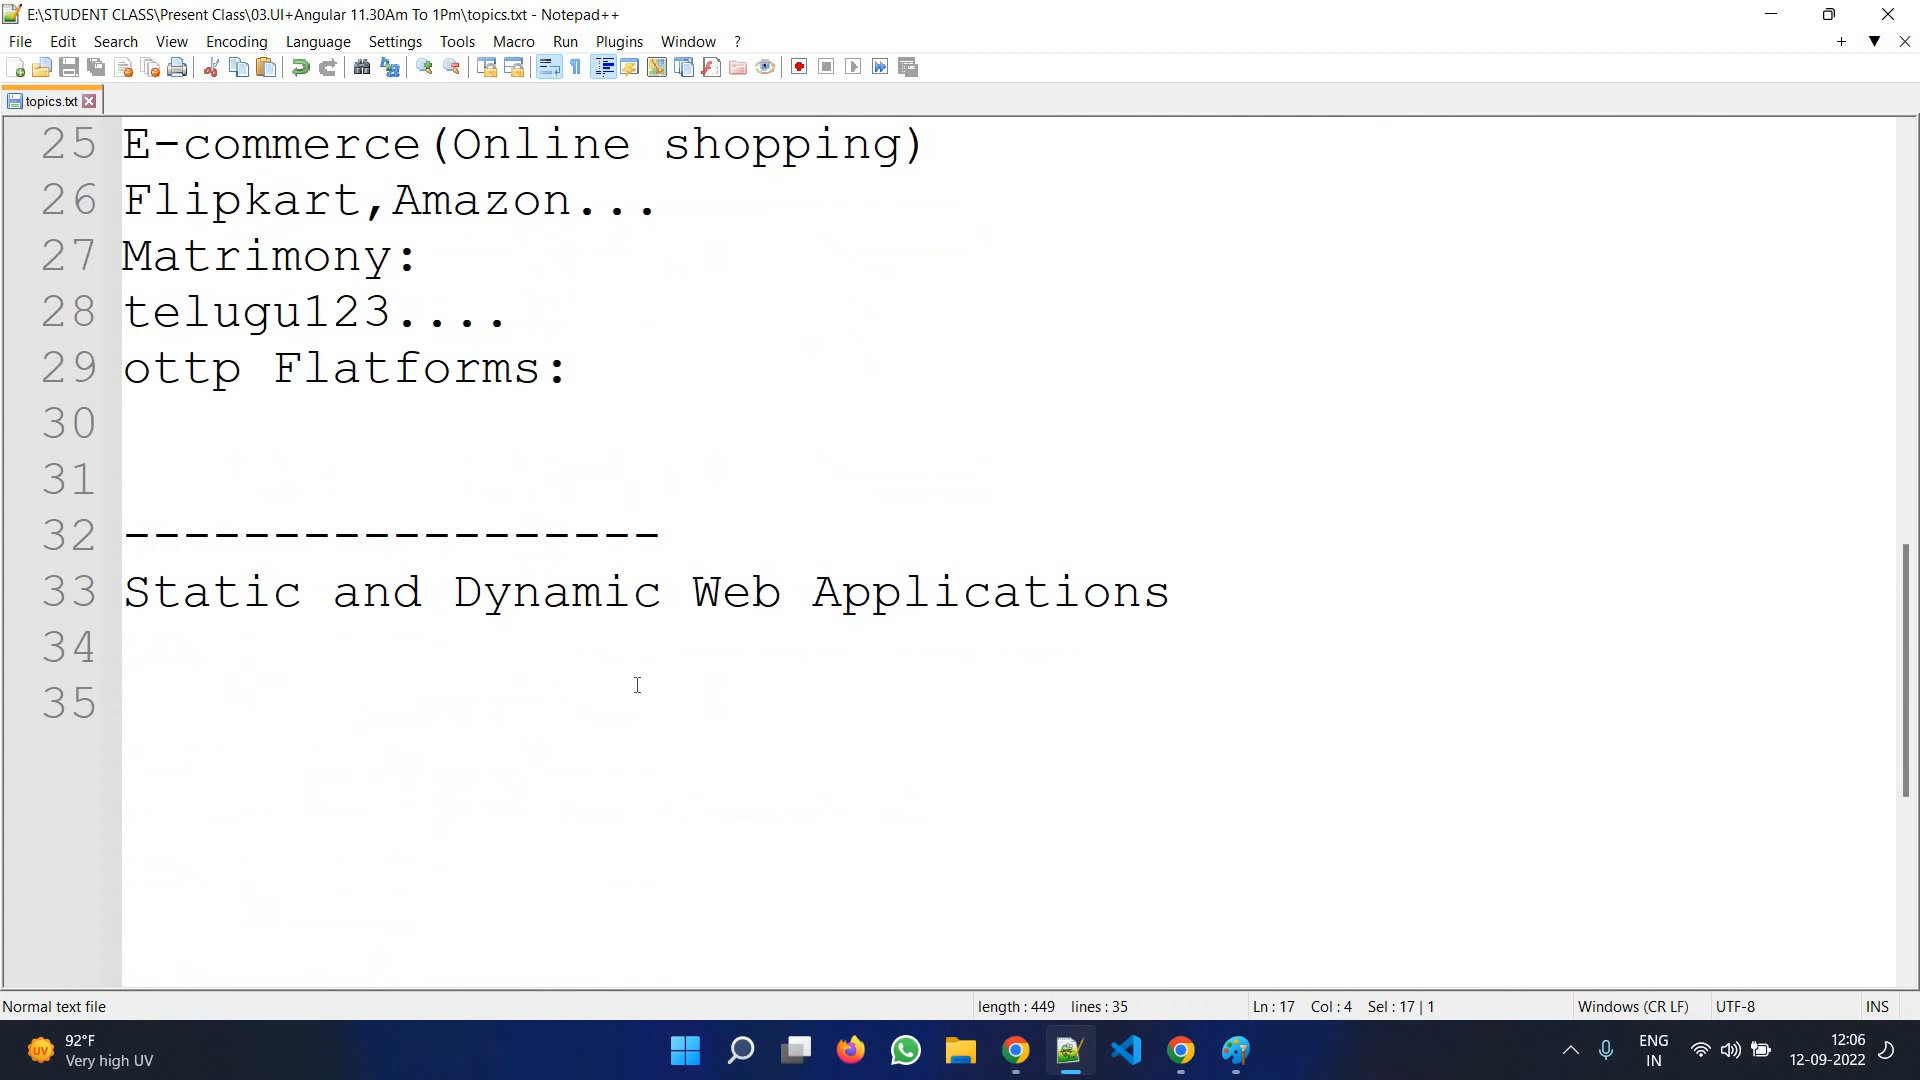 E:\STUDENT CLASS\Present Class\03.UI+Angular 11.30Am To 1Pm\topics.txt - Notepad++
File Edit Search View Encoding Language Settings Tools Macro Run Plugins Window ?
topics.txt
25 E-commerce(Online shopping)
26 Flipkart,Amazon...
27 Matrimony:
28 telugu123....
29 ottp Flatforms:
30
31
32 ------------------
33 Static and Dynamic Web Applications
34
35
Normal text file length : 449 lines : 35 Ln : 17 Col : 4 Sel : 17 | 1 Windows (CR LF) UTF-8 INS
92°F
Very high UV
ENG
IN
12:06
12-09-2022